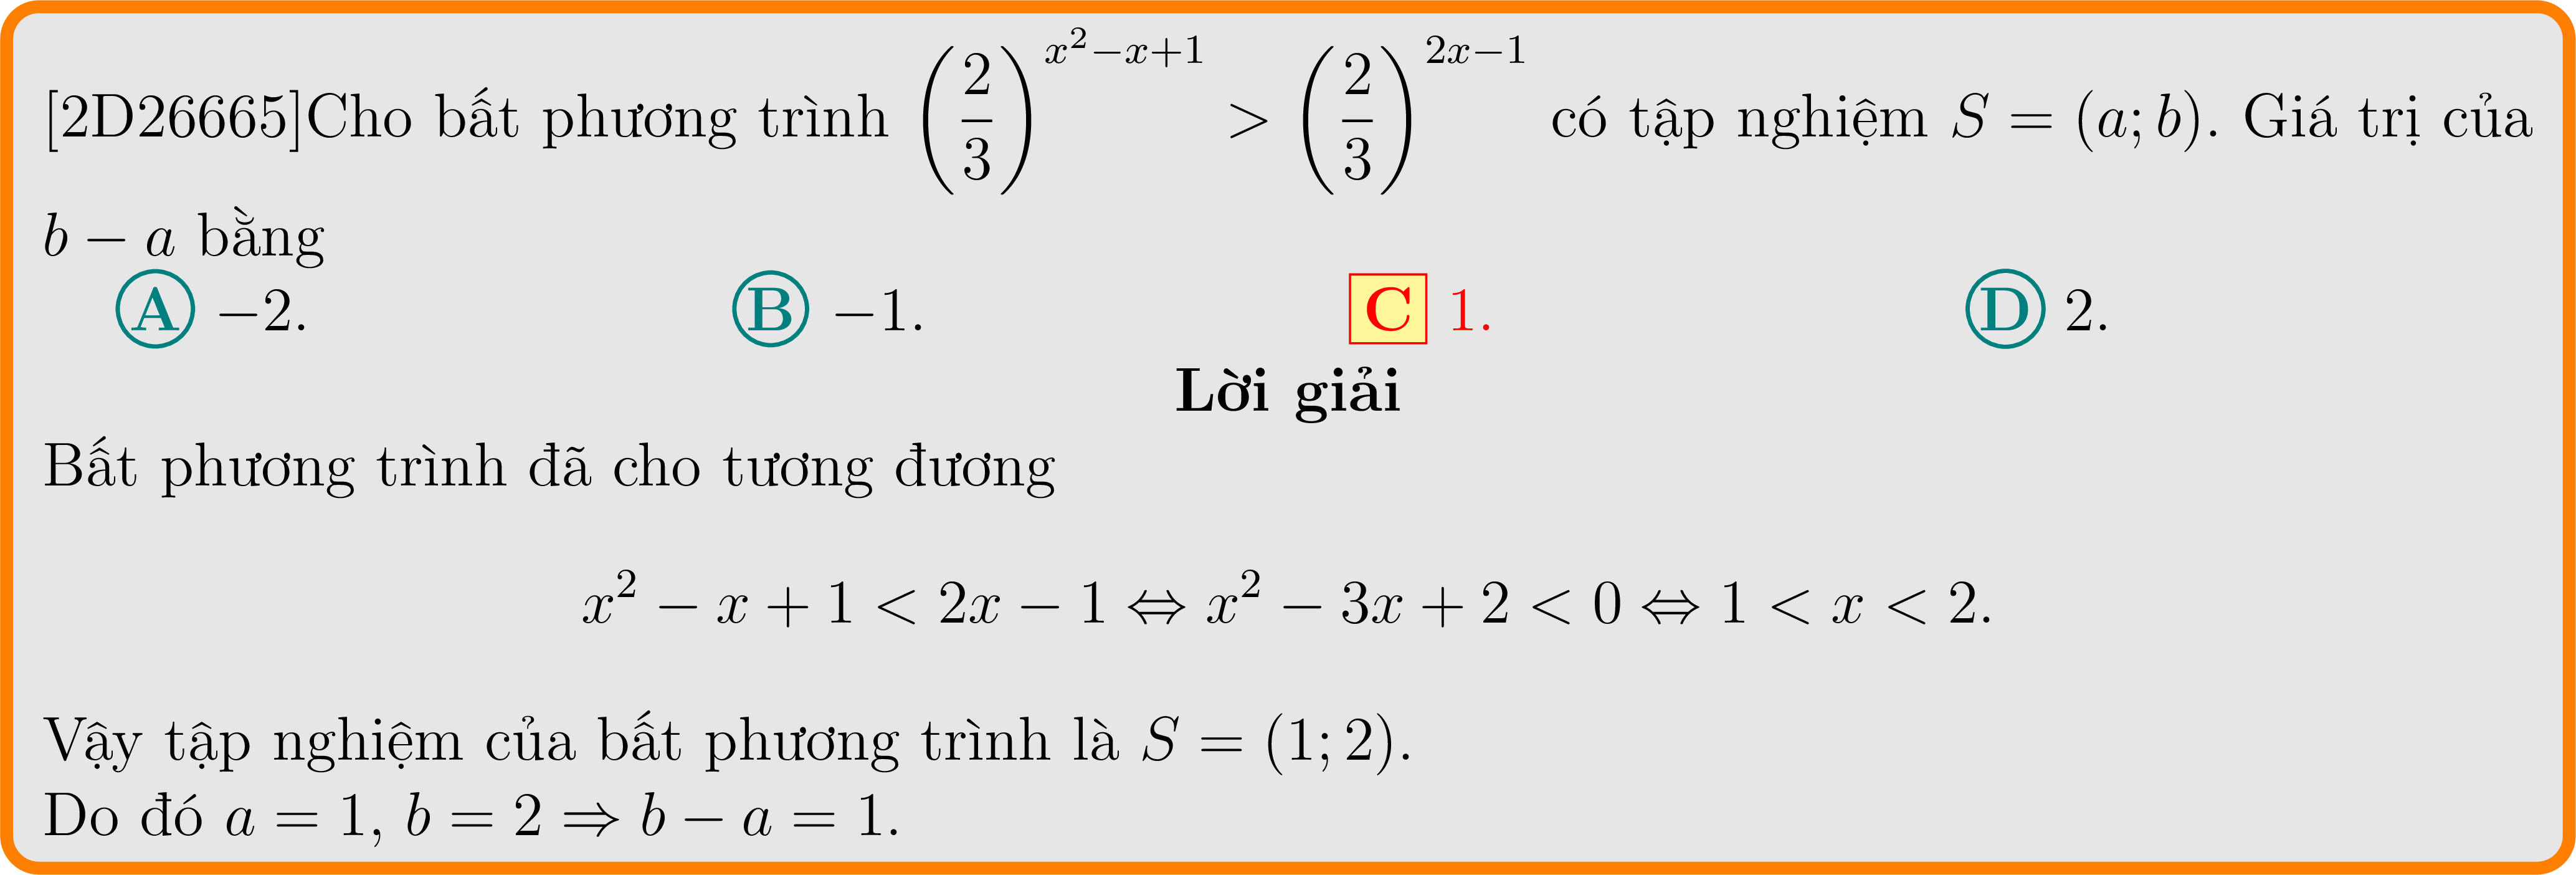 [2D26665]Cho bất phương trình $\left(\dfrac{2}{3}\right)^{x^2-x+1} > \left(\dfrac{2}{3}\right)^{2x-1}$ có tập nghiệm $S = (a; b)$. Giá trị của
$b - a$ bằng
A −2. B −1. C 1. D 2.
Lời giải
Bất phương trình đã cho tương đương
$x^2 - x + 1 < 2x - 1 \Leftrightarrow x^2 - 3x + 2 < 0 \Leftrightarrow 1 < x < 2.$
Vậy tập nghiệm của bất phương trình là $S = (1; 2)$.
Do đó $a = 1$, $b = 2 \Rightarrow b - a = 1$.